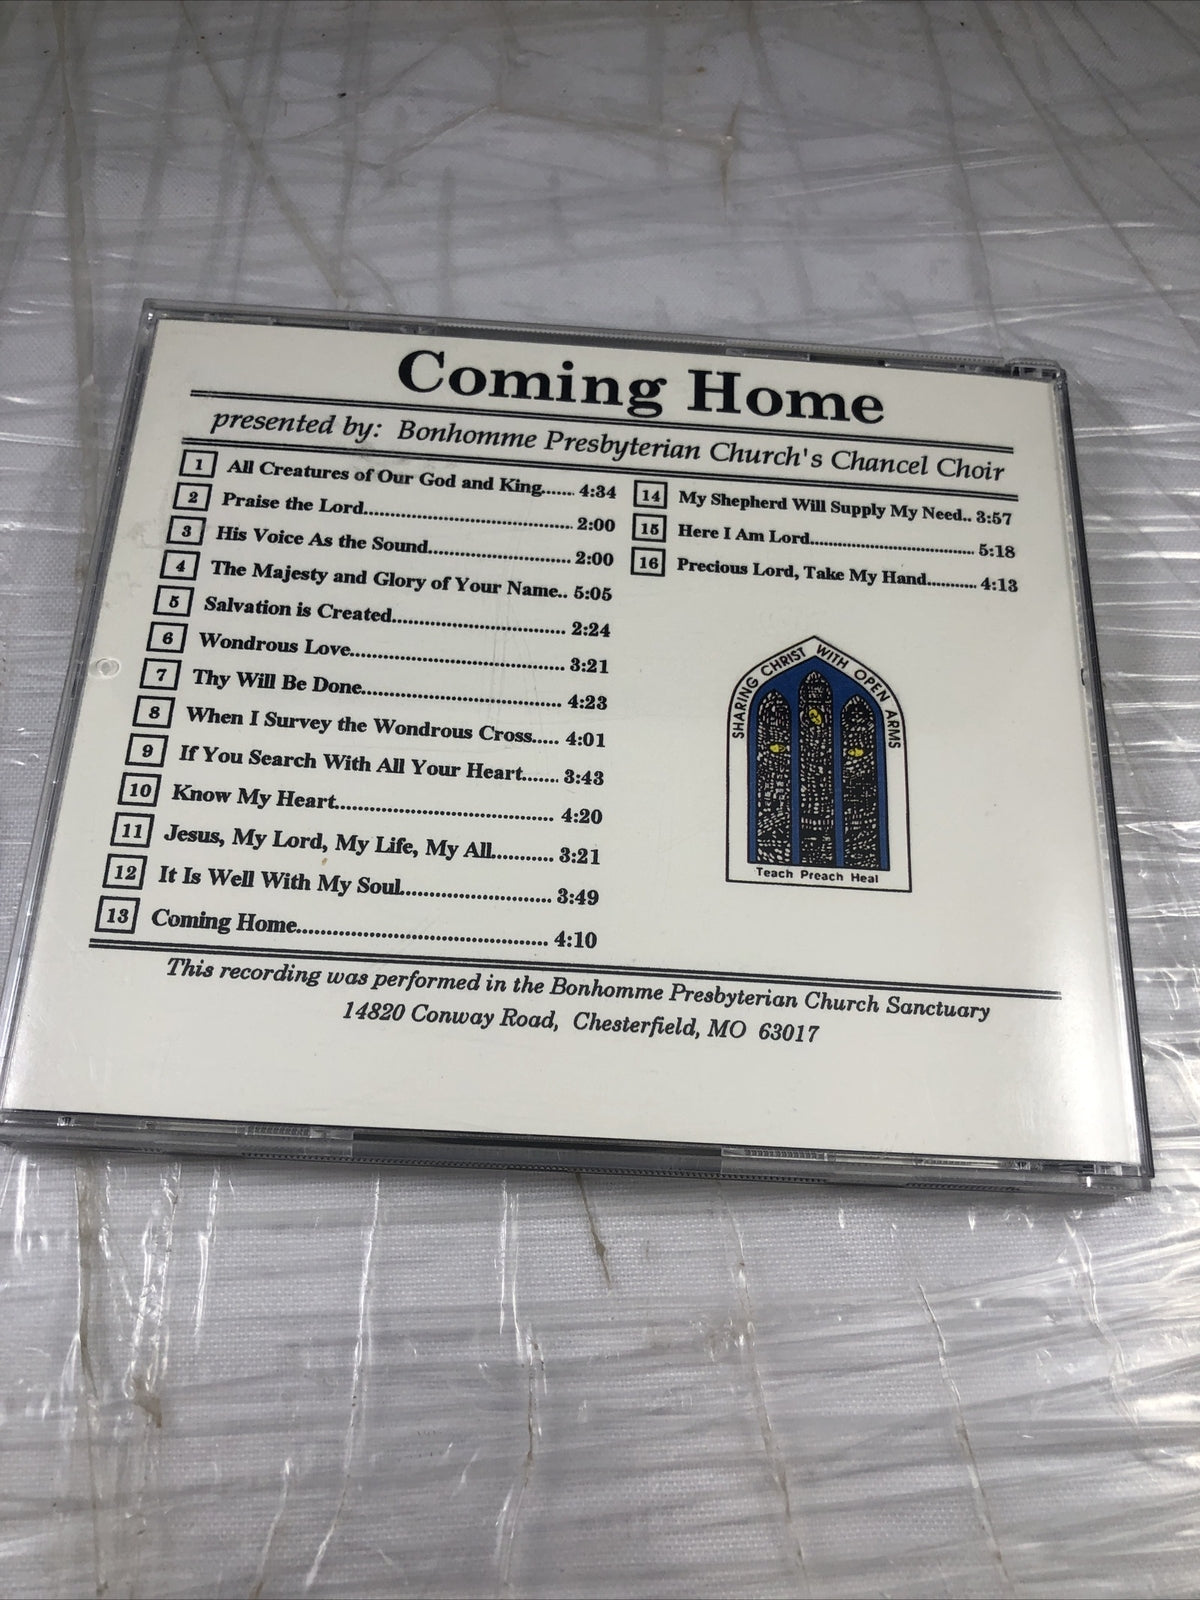 Coming Home
presented by: Bonhomme Presbyterian Church's Chancel Choir
1 All Creatures of Our God and King...... 4:34
2 Praise the Lord.................................... 2:00
3 His Voice As the Sound......................... 2:00
4 The Majesty and Glory of Your Name.. 5:05
5 Salvation is Created.............................. 2:24
6 Wondrous Love..................................... 3:21
7 Thy Will Be Done.................................. 4:23
8 When I Survey the Wondrous Cross..... 4:01
9 If You Search With All Your Heart....... 3:43
10 Know My Heart..................................... 4:20
11 Jesus, My Lord, My Life, My All........... 3:21
12 It Is Well With My Soul......................... 3:49
13 Coming Home.......................................... 4:10
14 My Shepherd Will Supply My Need.. 3:57
15 Here I Am Lord.................................. 5:18
16 Precious Lord, Take My Hand.......... 4:13
SHARING CHRIST WITH OPEN ARMS
Teach Preach Heal
This recording was performed in the Bonhomme Presbyterian Church Sanctuary
14820 Conway Road, Chesterfield, MO 63017